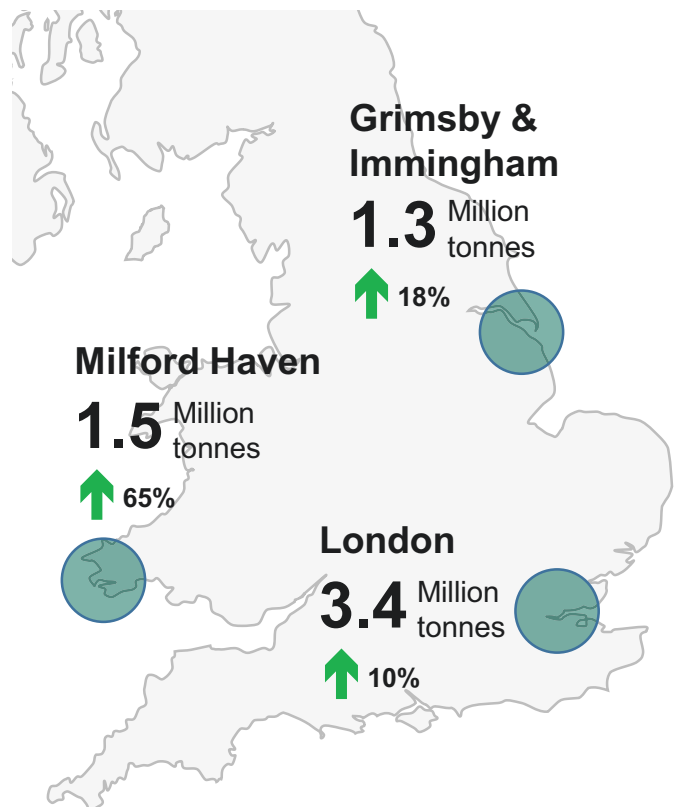 Grimsby &
Immingham
1.3 Million
tonnes
18%
Milford Haven
1.5 Million
tonnes
65%
London
3.4 Million
tonnes
10%